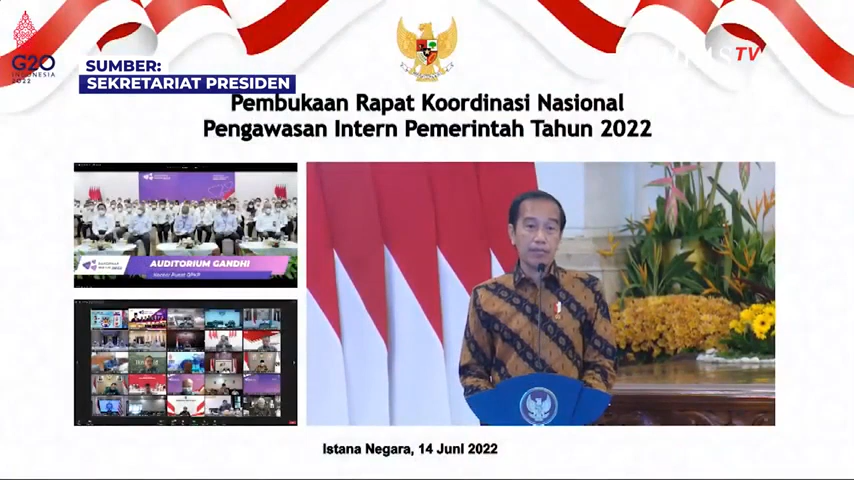 G20
INDONESIA
2022
TV
SUMBER:
SEKRETARIAT PRESIDEN
Pembukaan Rapat Koordinasi Nasional
Pengawasan Intern Pemerintah Tahun 2022
AUDITORIUM GANDHI
Istana Negara, 14 Juni 2022